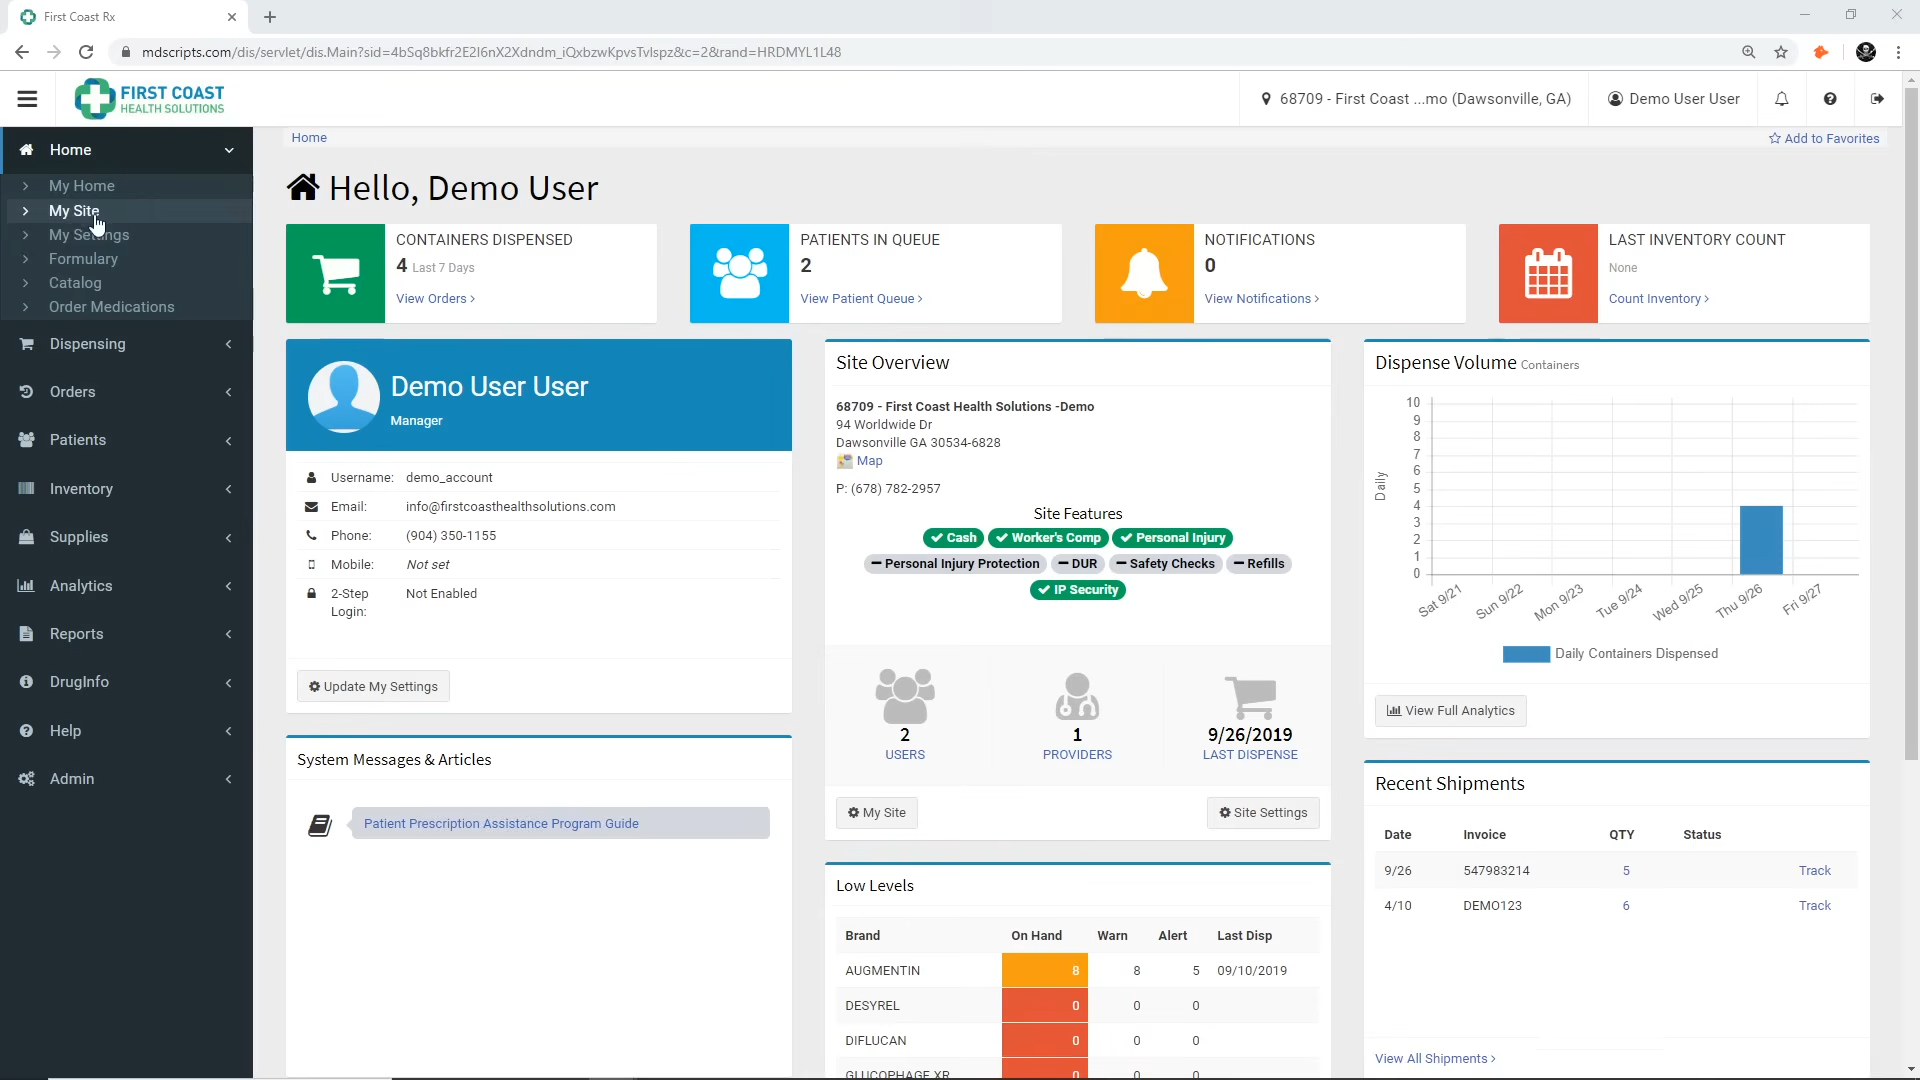 First Coast Rx
mdscripts.com/dis/servlet/dis.Main?sid=4bSq8bkfr2E2I6nX2Xdndm_iQxbzwKpvsTvlspz&c=2&rand=HRDMYL1L48
FIRST COAST
HEALTH SOLUTIONS
68709 - First Coast ...mo (Dawsonville, GA)
Demo User User
Home
My Home
My Site
My Settings
Formulary
Catalog
Order Medications
Dispensing
Orders
Patients
Inventory
Supplies
Analytics
Reports
DrugInfo
Help
Admin
Home
Add to Favorites
Hello, Demo User
CONTAINERS DISPENSED
4 Last 7 Days
View Orders
PATIENTS IN QUEUE
2
View Patient Queue
NOTIFICATIONS
0
View Notifications
LAST INVENTORY COUNT
None
Count Inventory
Demo User User
Manager
Username: demo_account
Email: info@firstcoasthealthsolutions.com
Phone: (904) 350-1155
Mobile: Not set
2-Step Login: Not Enabled
Update My Settings
System Messages & Articles
Patient Prescription Assistance Program Guide
Site Overview
68709 - First Coast Health Solutions -Demo
94 Worldwide Dr
Dawsonville GA 30534-6828
Map
P: (678) 782-2957
Site Features
Cash Worker's Comp Personal Injury
Personal Injury Protection DUR Safety Checks Refills
IP Security
2 1 9/26/2019
USERS PROVIDERS LAST DISPENSE
My Site Site Settings
Low Levels
Brand On Hand Warn Alert Last Disp
AUGMENTIN 8 8 5 09/10/2019
DESYREL 0 0 0
DIFLUCAN 0 0 0
GLUCOPHAGE XR 0 0 0
Dispense Volume Containers
Daily
10
9
8
7
6
5
4
3
2
1
0
Sat 9/21 Sun 9/22 Mon 9/23 Tue 9/24 Wed 9/25 Thu 9/26 Fri 9/27
Daily Containers Dispensed
View Full Analytics
Recent Shipments
Date Invoice QTY Status
9/26 547983214 5 Track
4/10 DEMO123 6 Track
View All Shipments